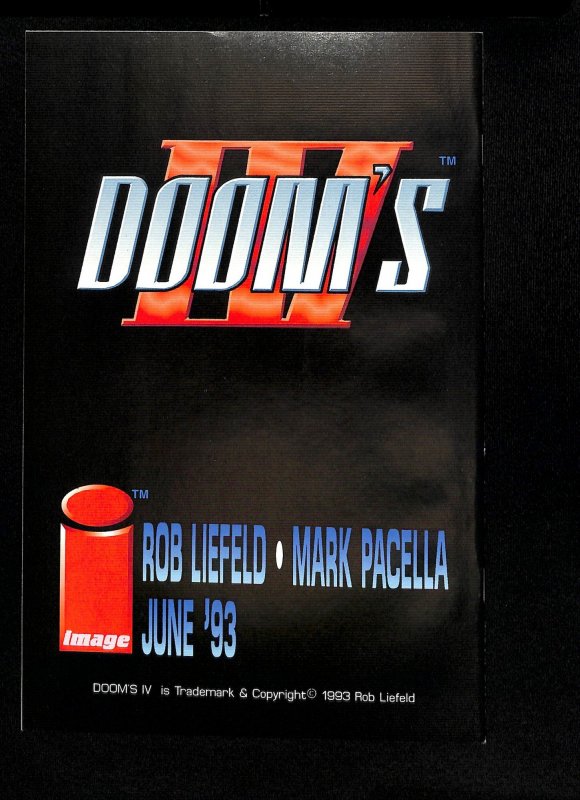 DOOM'S
IV
TM
TM
ROB LIEFELD • MARK PACELLA
JUNE '93
image
DOOM'S IV is Trademark & Copyright© 1993 Rob Liefeld